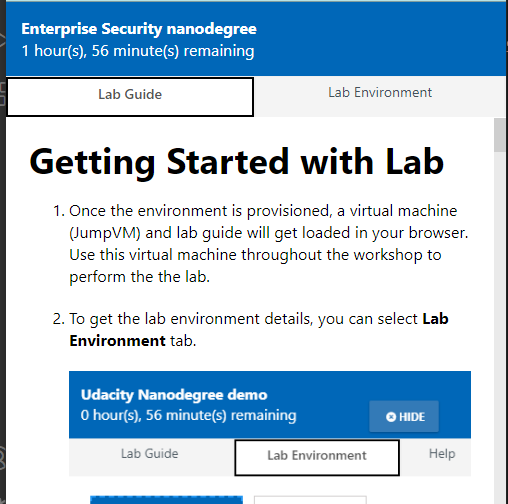 Enterprise Security nanodegree
1 hour(s), 56 minute(s) remaining
Lab Guide
Lab Environment
Getting Started with Lab
1. Once the environment is provisioned, a virtual machine
(JumpVM) and lab guide will get loaded in your browser.
Use this virtual machine throughout the workshop to
perform the the lab.
2. To get the lab environment details, you can select Lab
Environment tab.
Udacity Nanodegree demo
0 hour(s), 56 minute(s) remaining
HIDE
Lab Guide
Lab Environment
Help